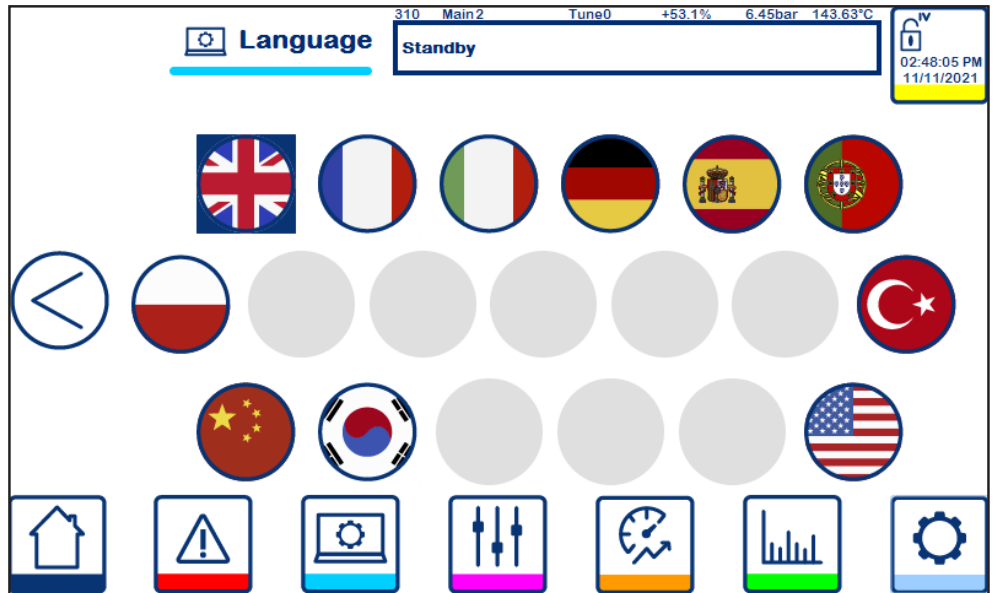 310 Main2 Tune0 +53.1% 6.45bar 143.63°C
Language
Standby
IV
02:48:05 PM
11/11/2021